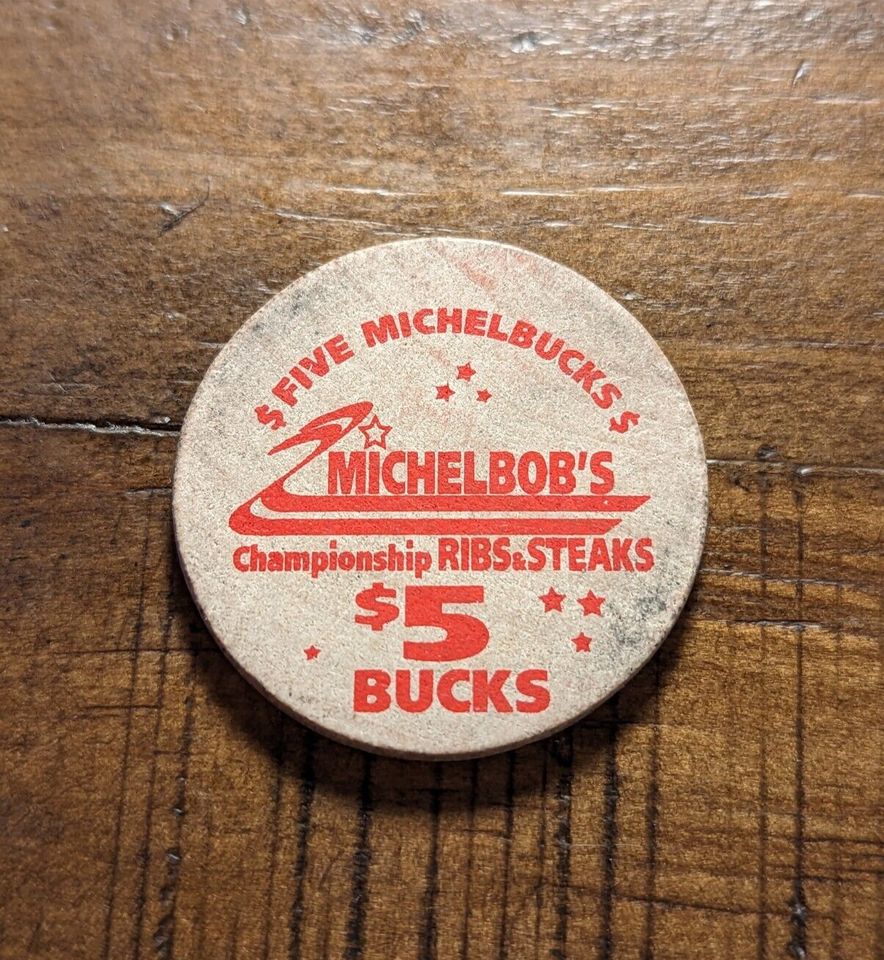 $ FIVE MICHELBUCKS $
MICHELBOB'S
Championship RIBS & STEAKS
$5
BUCKS